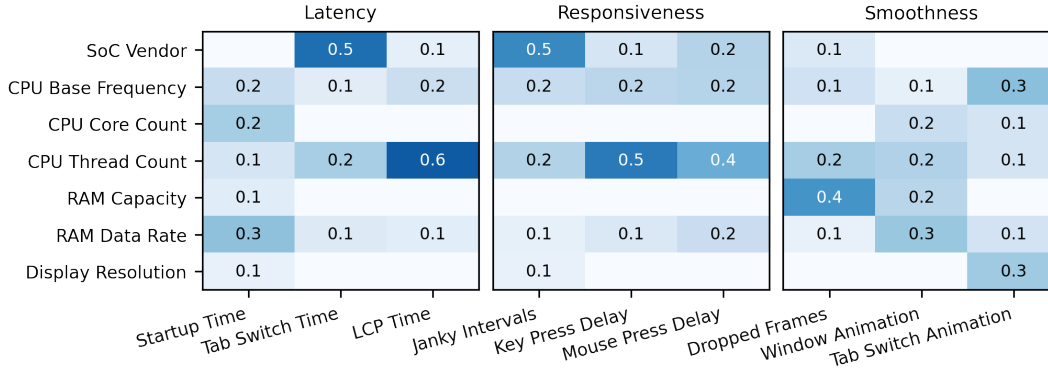 Latency Responsiveness Smoothness
SoC Vendor 0.5 0.1 0.5 0.1 0.2 0.1
CPU Base Frequency 0.2 0.1 0.2 0.2 0.2 0.2 0.1 0.1 0.3
CPU Core Count 0.2 0.2 0.1
CPU Thread Count 0.1 0.2 0.6 0.2 0.5 0.4 0.2 0.2 0.1
RAM Capacity 0.1 0.4 0.2
RAM Data Rate 0.3 0.1 0.1 0.1 0.1 0.2 0.1 0.3 0.1
Display Resolution 0.1 0.1 0.3
Startup Time Tab Switch Time LCP Time Janky Intervals Key Press Delay Mouse Press Delay Dropped Frames Window Animation Tab Switch Animation